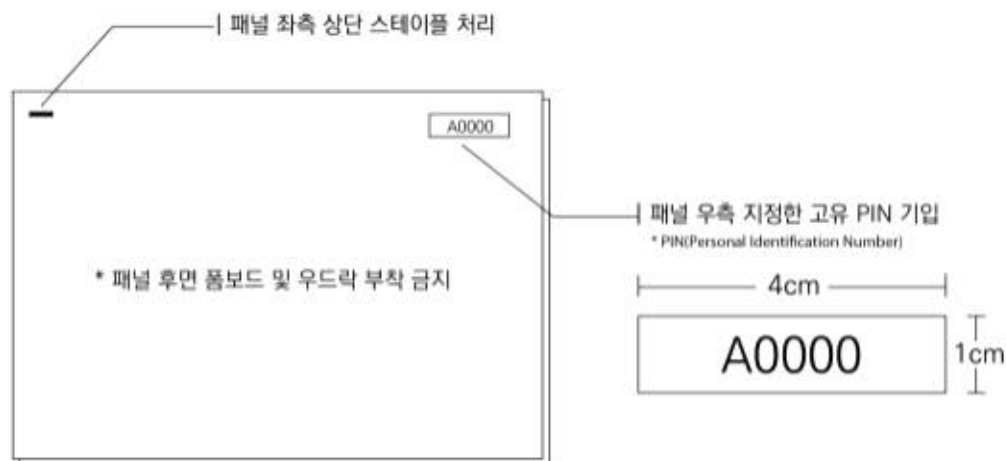 패널 좌측 상단 스테이플 처리
A0000
패널 우측 지정한 고유 PIN 기입
* PIN(Personal Identification Number)
* 패널 후면 폼보드 및 우드락 부착 금지
4cm
A0000
1cm